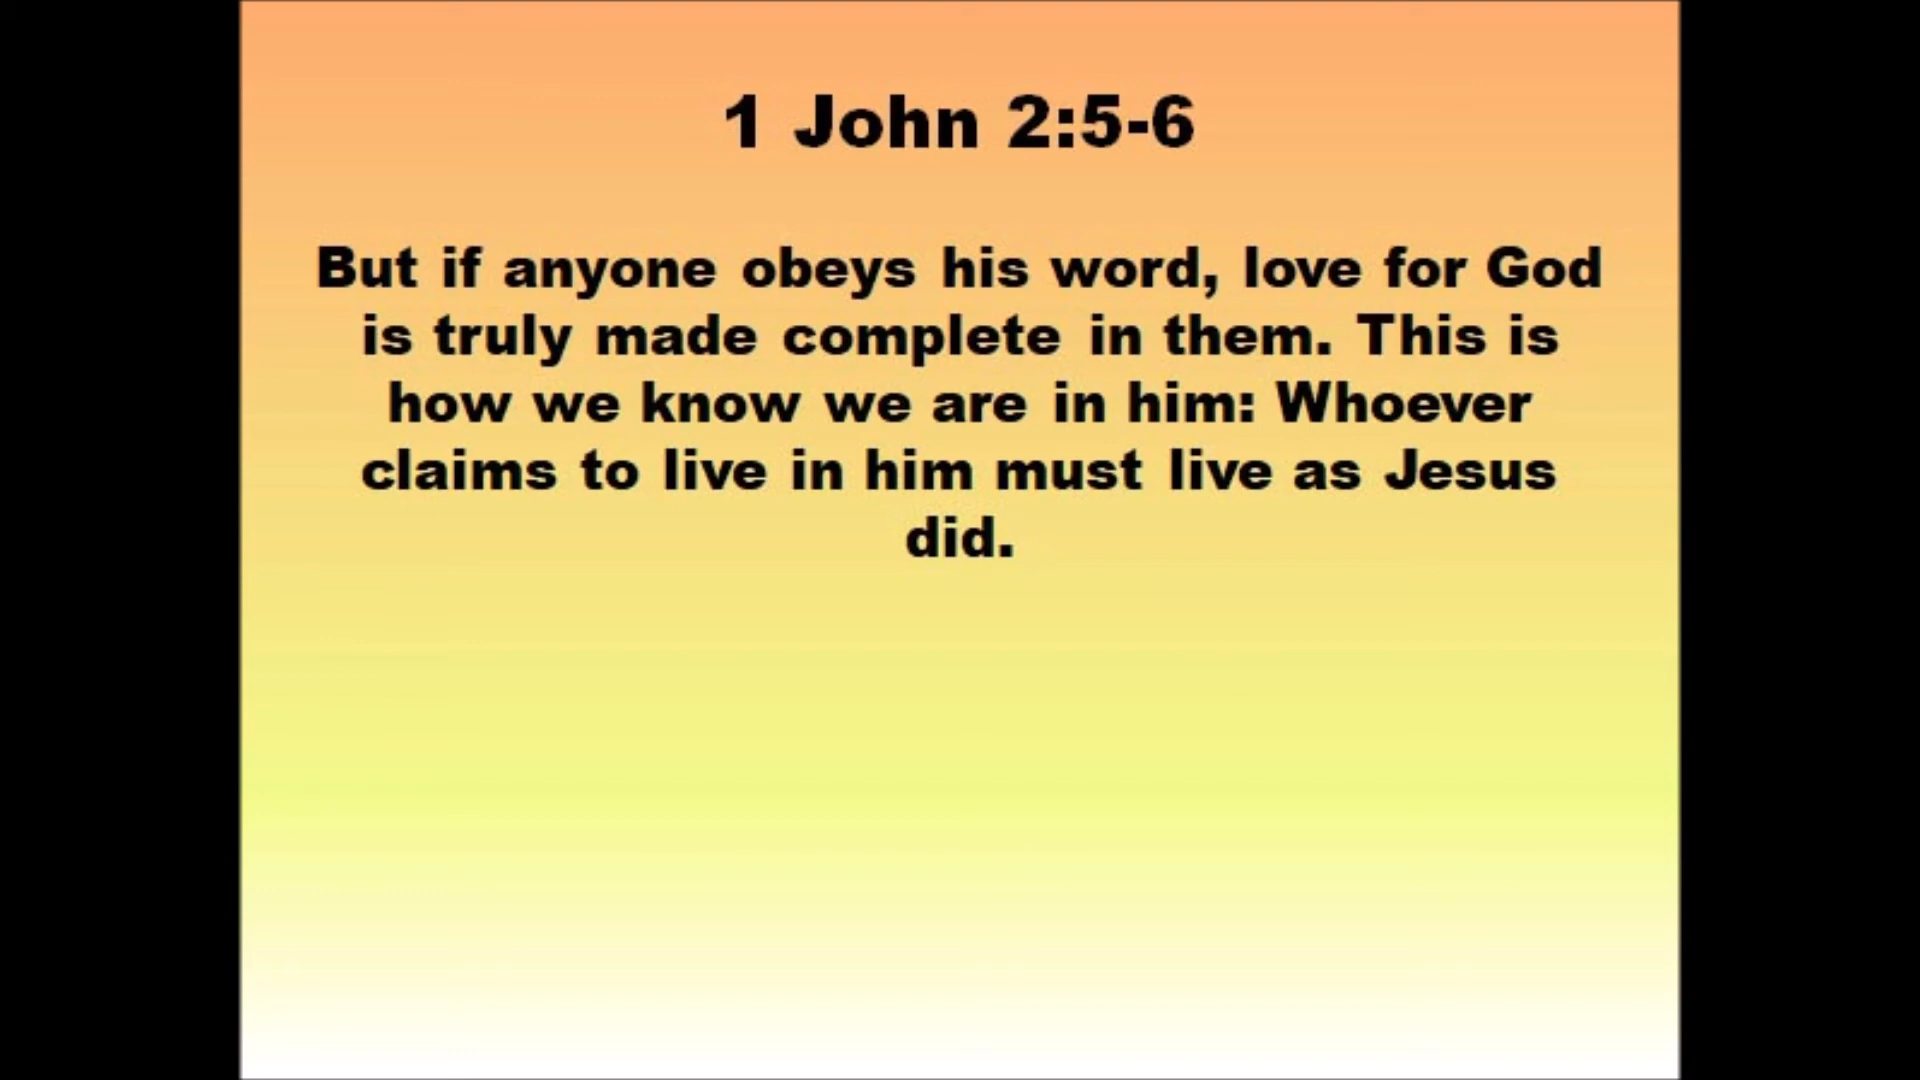 1 John 2:5-6
But if anyone obeys his word, love for God
is truly made complete in them. This is
how we know we are in him: Whoever
claims to live in him must live as Jesus
did.